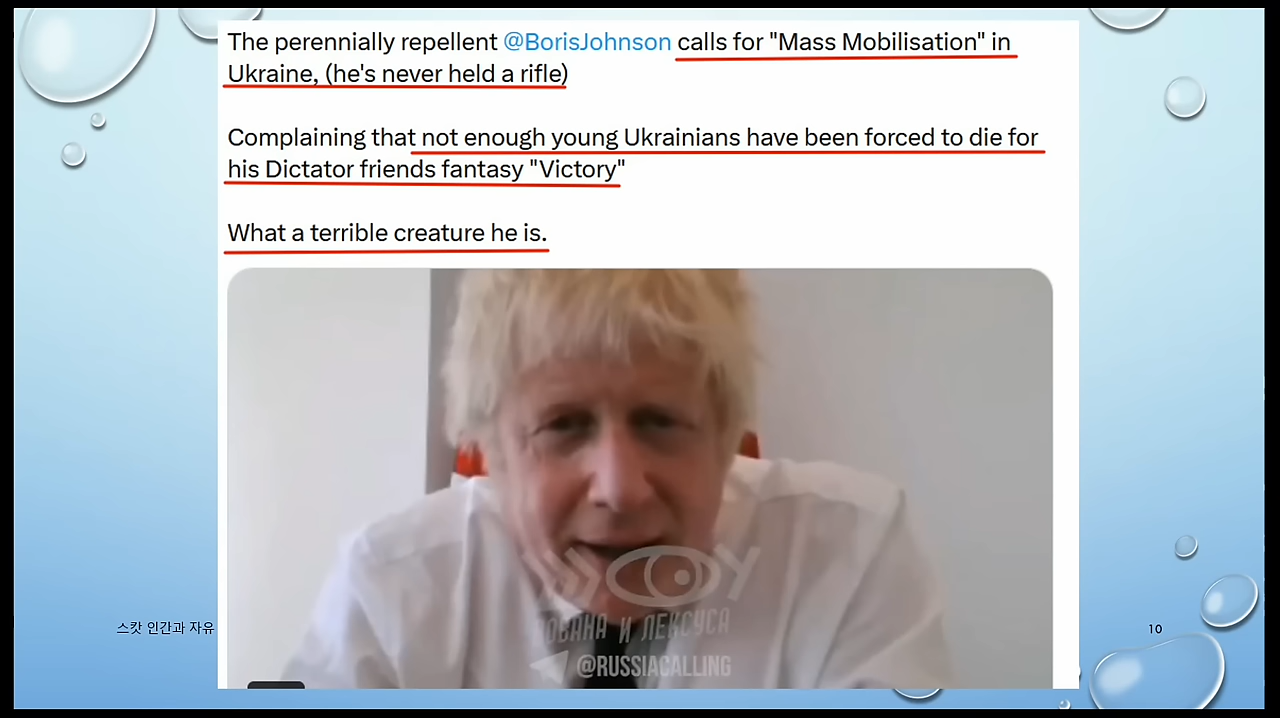 The perennially repellent @BorisJohnson calls for "Mass Mobilisation" in
Ukraine, (he's never held a rifle)
Complaining that not enough young Ukrainians have been forced to die for
his Dictator friends fantasy "Victory"
What a terrible creature he is.
И ЛЕКСУСА
@RUSSIACALLING
스캇 인간과 자유
10